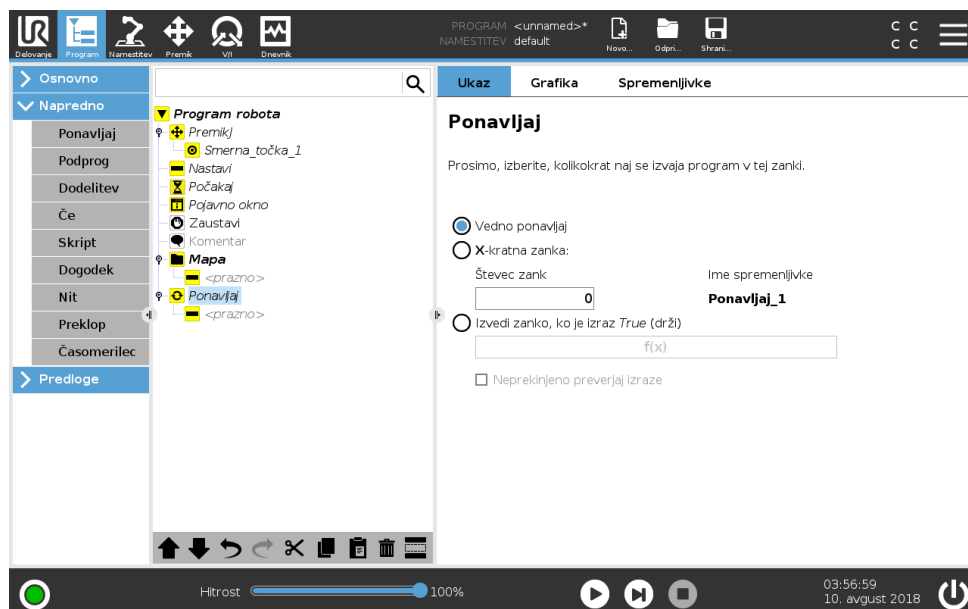 PROGRAM <unnamed>*
NAMESTITEV default
C C
C C
Delovanje Program Namestitev Premik V/I Dnevnik Novo... Odpri... Shrani...
Osnovno
Napredno
Ponavljaj
Podprog
Dodelitev
Če
Skript
Dogodek
Nit
Preklop
Časomerilec
Predloge
Program robota
PremikJ
Smerna_točka_1
Nastavi
Počakaj
Pojavno okno
Zaustavi
Komentar
Mapa
<prazno>
Ponavljaj
<prazno>
Ukaz Grafika Spremenljivke
Ponavljaj
Prosimo, izberite, kolikokrat naj se izvaja program v tej zanki.
Vedno ponavljaj
X-kratna zanka:
Števec zank Ime spremenljivke
0 Ponavljaj_1
Izvedi zanko, ko je izraz True (drži)
f(x)
Neprekinjeno preverjaj izraze
Hitrost 100%
03:56:59
10. avgust 2018